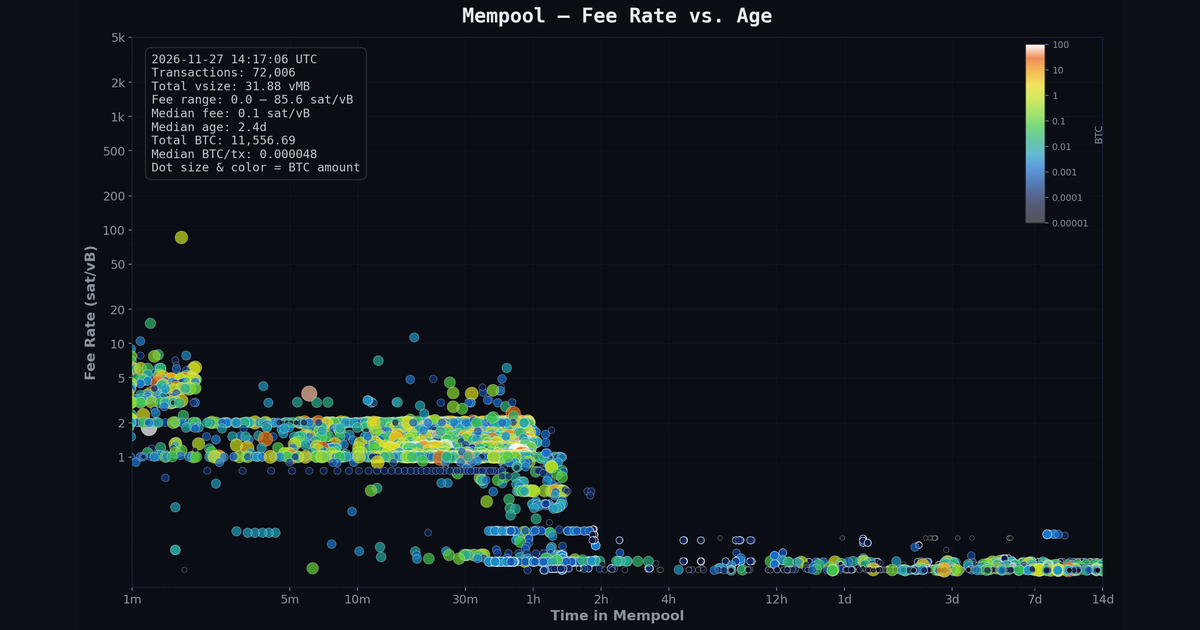 Mempool — Fee Rate vs. Age
5k
2k
1k
500
200
100
50
20
10
5
2
1
Fee Rate (sat/vB)
2026-11-27 14:17:06 UTC
Transactions: 72,006
Total vsize: 31.88 vMB
Fee range: 0.0 — 85.6 sat/vB
Median fee: 0.1 sat/vB
Median age: 2.4d
Total BTC: 11,556.69
Median BTC/tx: 0.000048
Dot size & color = BTC amount
100
10
1
0.1
0.01
0.001
0.0001
0.00001
BTC
1m 5m 10m 30m 1h 2h 4h 12h 1d 3d 7d 14d
Time in Mempool